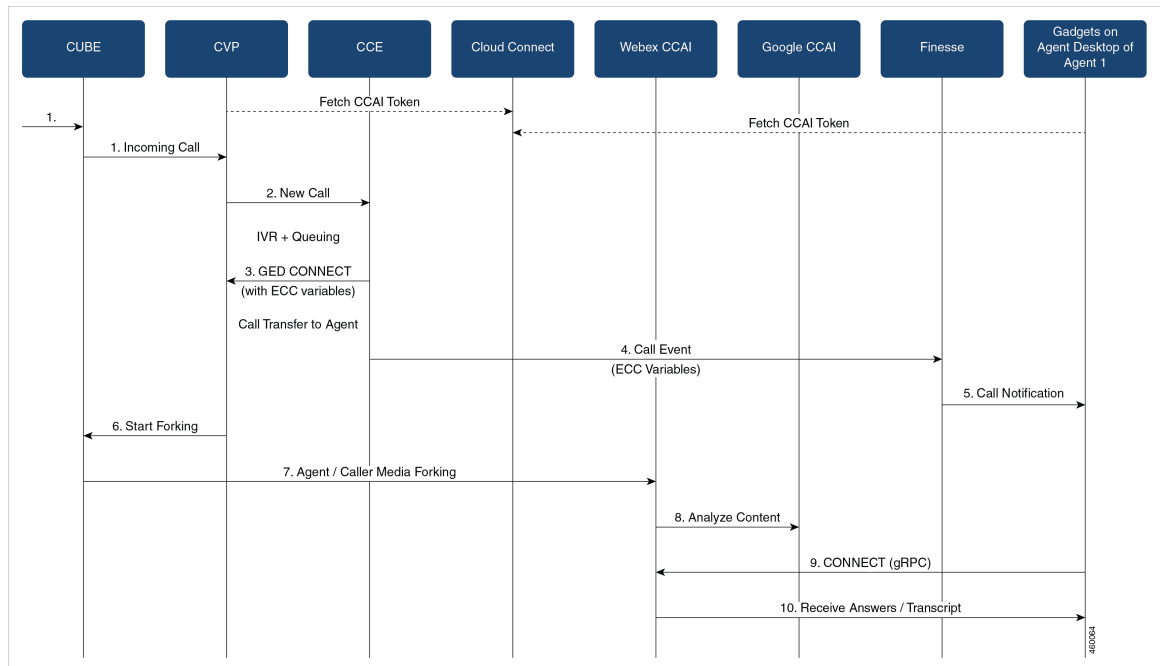 CUBE
CVP
CCE
Cloud Connect
Webex CCAI
Google CCAI
Finesse
Gadgets on
Agent Desktop of
Agent 1
Fetch CCAI Token
1.
Fetch CCAI Token
1. Incoming Call
2. New Call
IVR + Queuing
3. GED CONNECT
(with ECC variables)
Call Transfer to Agent
4. Call Event
(ECC Variables)
5. Call Notification
6. Start Forking
7. Agent / Caller Media Forking
8. Analyze Content
9. CONNECT (gRPC)
10. Receive Answers / Transcript
460064